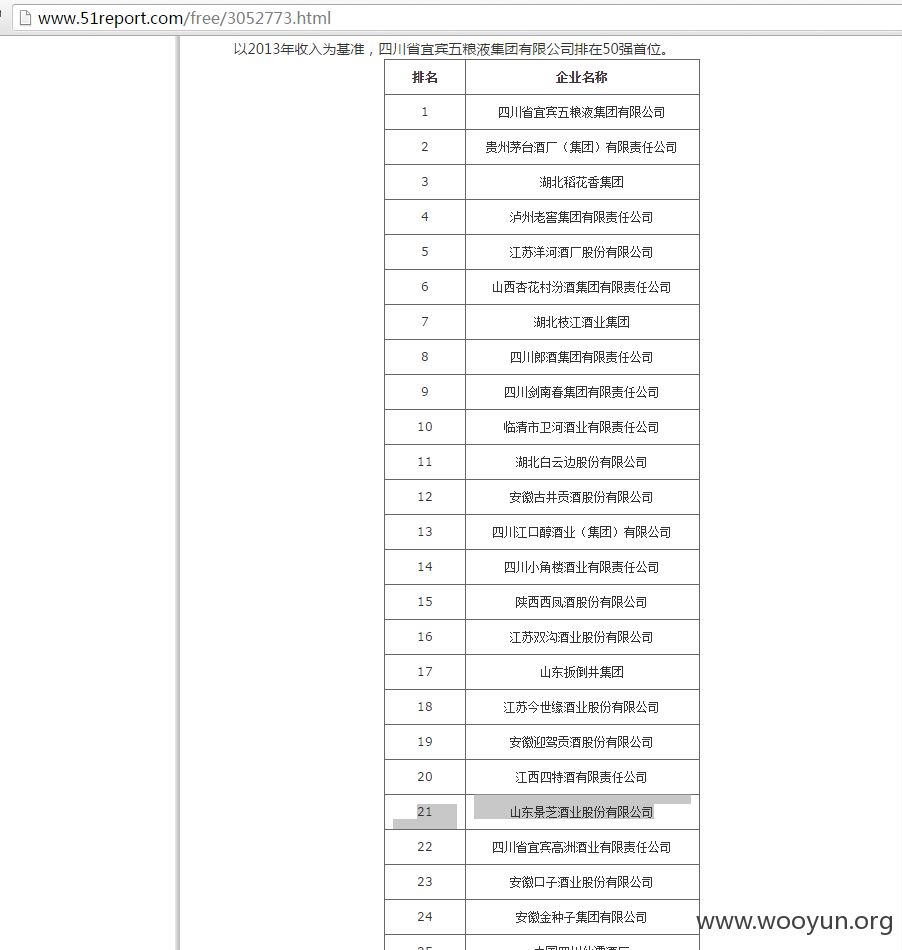 www.51report.com/free/3052773.html
以2013年收入为基准，四川省宜宾五粮液集团有限公司排在50强首位。
排名 企业名称
1 四川省宜宾五粮液集团有限公司
2 贵州茅台酒厂（集团）有限责任公司
3 湖北稻花香集团
4 泸州老窖集团有限责任公司
5 江苏洋河酒厂股份有限公司
6 山西杏花村汾酒集团有限责任公司
7 湖北枝江酒业集团
8 四川郎酒集团有限责任公司
9 四川剑南春集团有限责任公司
10 临清市卫河酒业有限责任公司
11 湖北白云边股份有限公司
12 安徽古井贡酒股份有限公司
13 四川江口醇酒业（集团）有限公司
14 四川小角楼酒业有限责任公司
15 陕西西凤酒股份有限公司
16 江苏双沟酒业股份有限公司
17 山东扳倒井集团
18 江苏今世缘酒业股份有限公司
19 安徽迎驾贡酒股份有限公司
20 江西四特酒有限责任公司
21 山东景芝酒业股份有限公司
22 四川省宜宾高洲酒业有限责任公司
23 安徽口子酒业股份有限公司
24 安徽金种子集团有限公司
www.wooyun.org